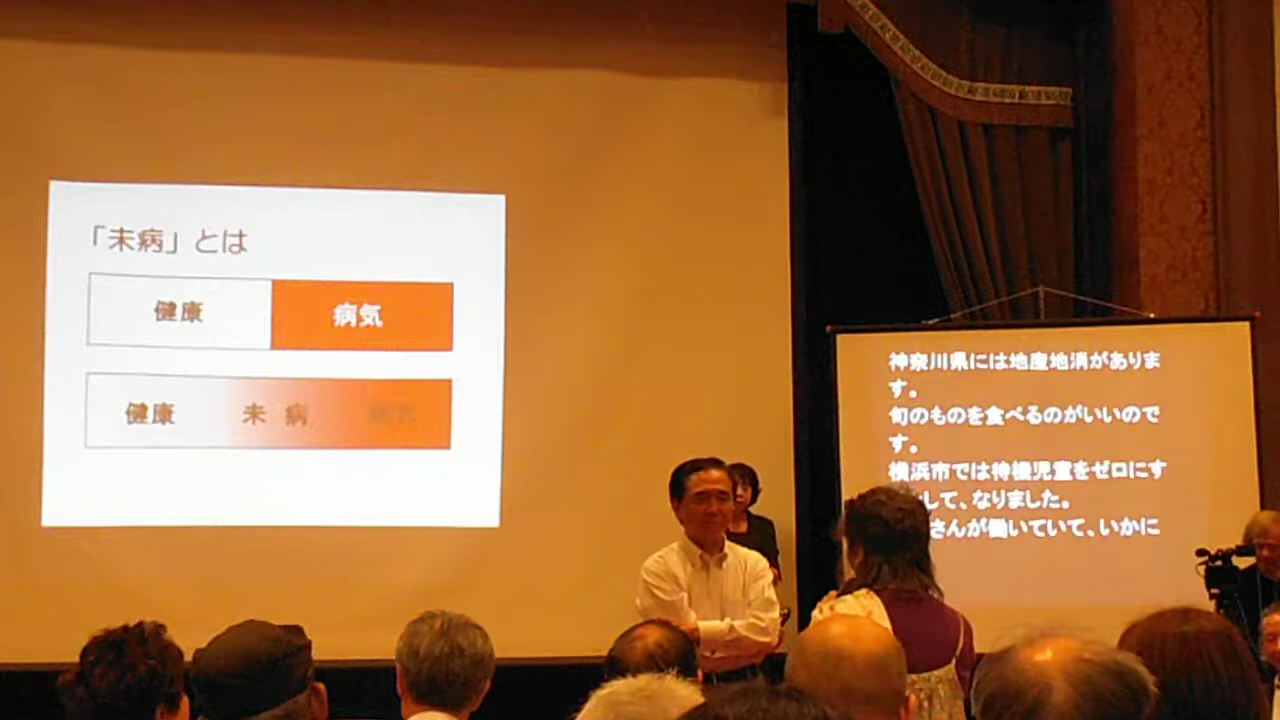 「未病」とは
健康 病気
健康 未 病
神奈川県には地産地消がありま
す。
旬のものを食べるのがいいのです
す。
横浜市では待機児童をゼロにす
して、なりました。
さんが働いていて、いかに